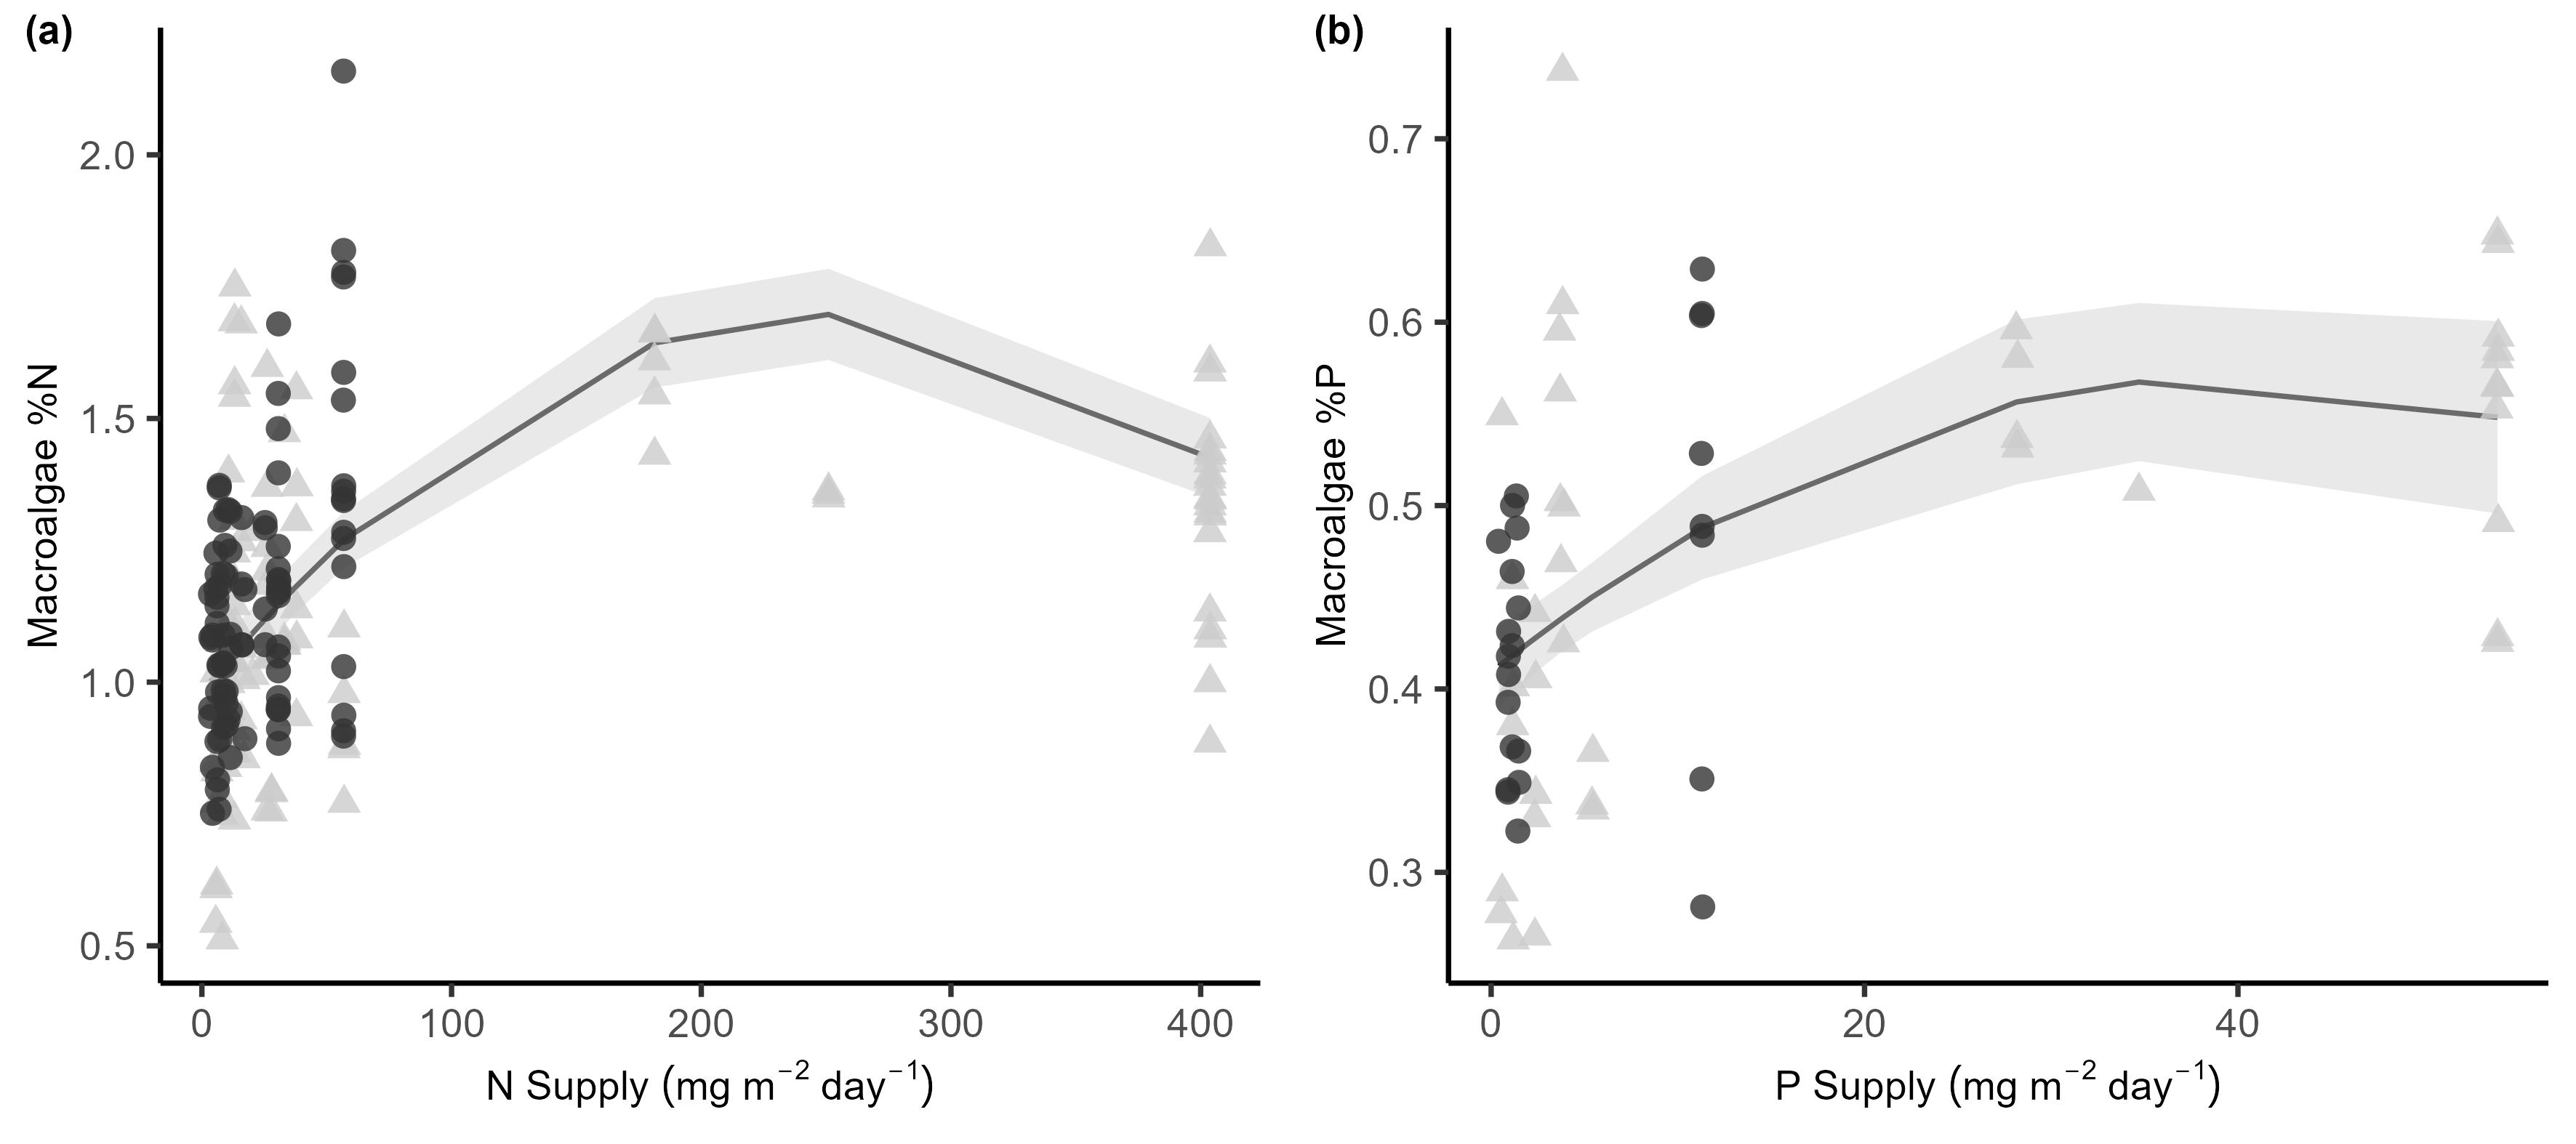 (a)
Macroalgae %N
2.0
1.5
1.0
0.5
0 100 200 300 400
N Supply (mg m⁻² day⁻¹)
(b)
Macroalgae %P
0.7
0.6
0.5
0.4
0.3
0 20 40
P Supply (mg m⁻² day⁻¹)